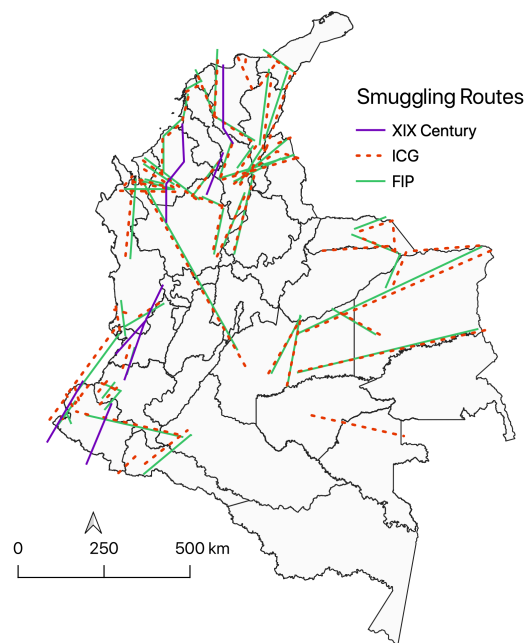 Smuggling Routes
XIX Century
ICG
FIP
0 250 500 km